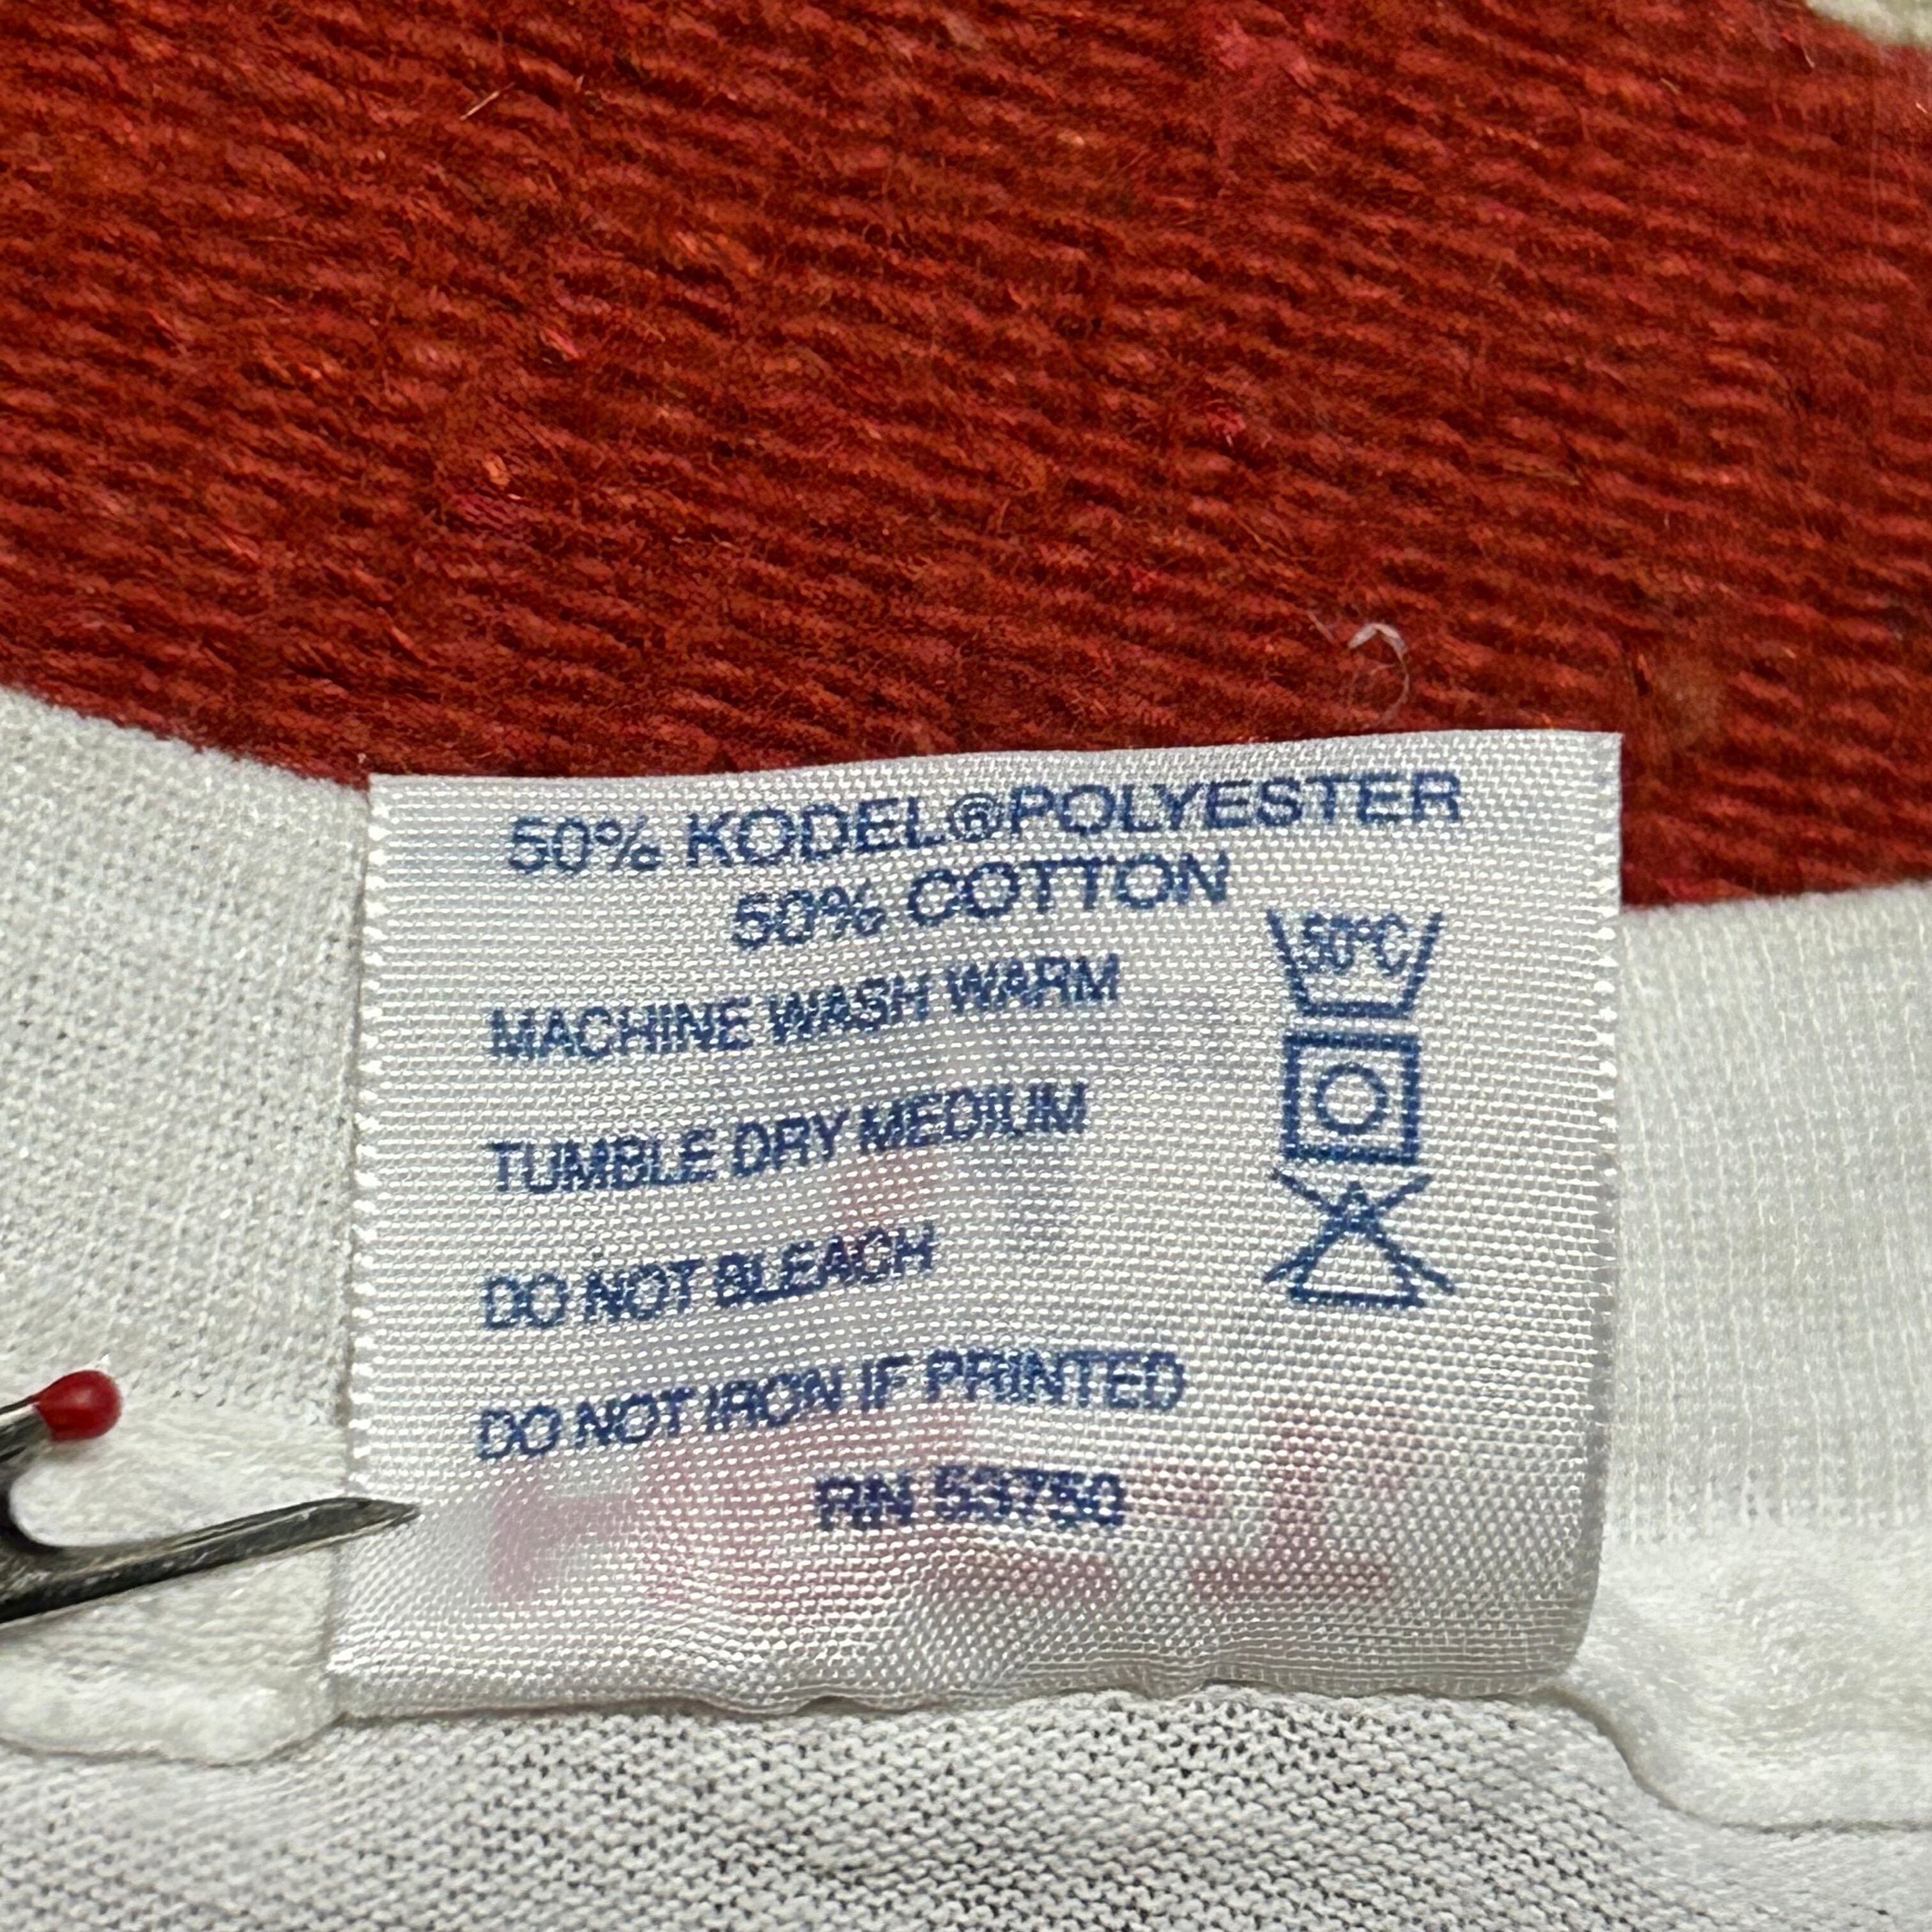 50% KODEL®POLYESTER
50% COTTON
MACHINE WASH WARM
50°C
TUMBLE DRY MEDIUM
DO NOT BLEACH
DO NOT IRON IF PRINTED
RN 53750